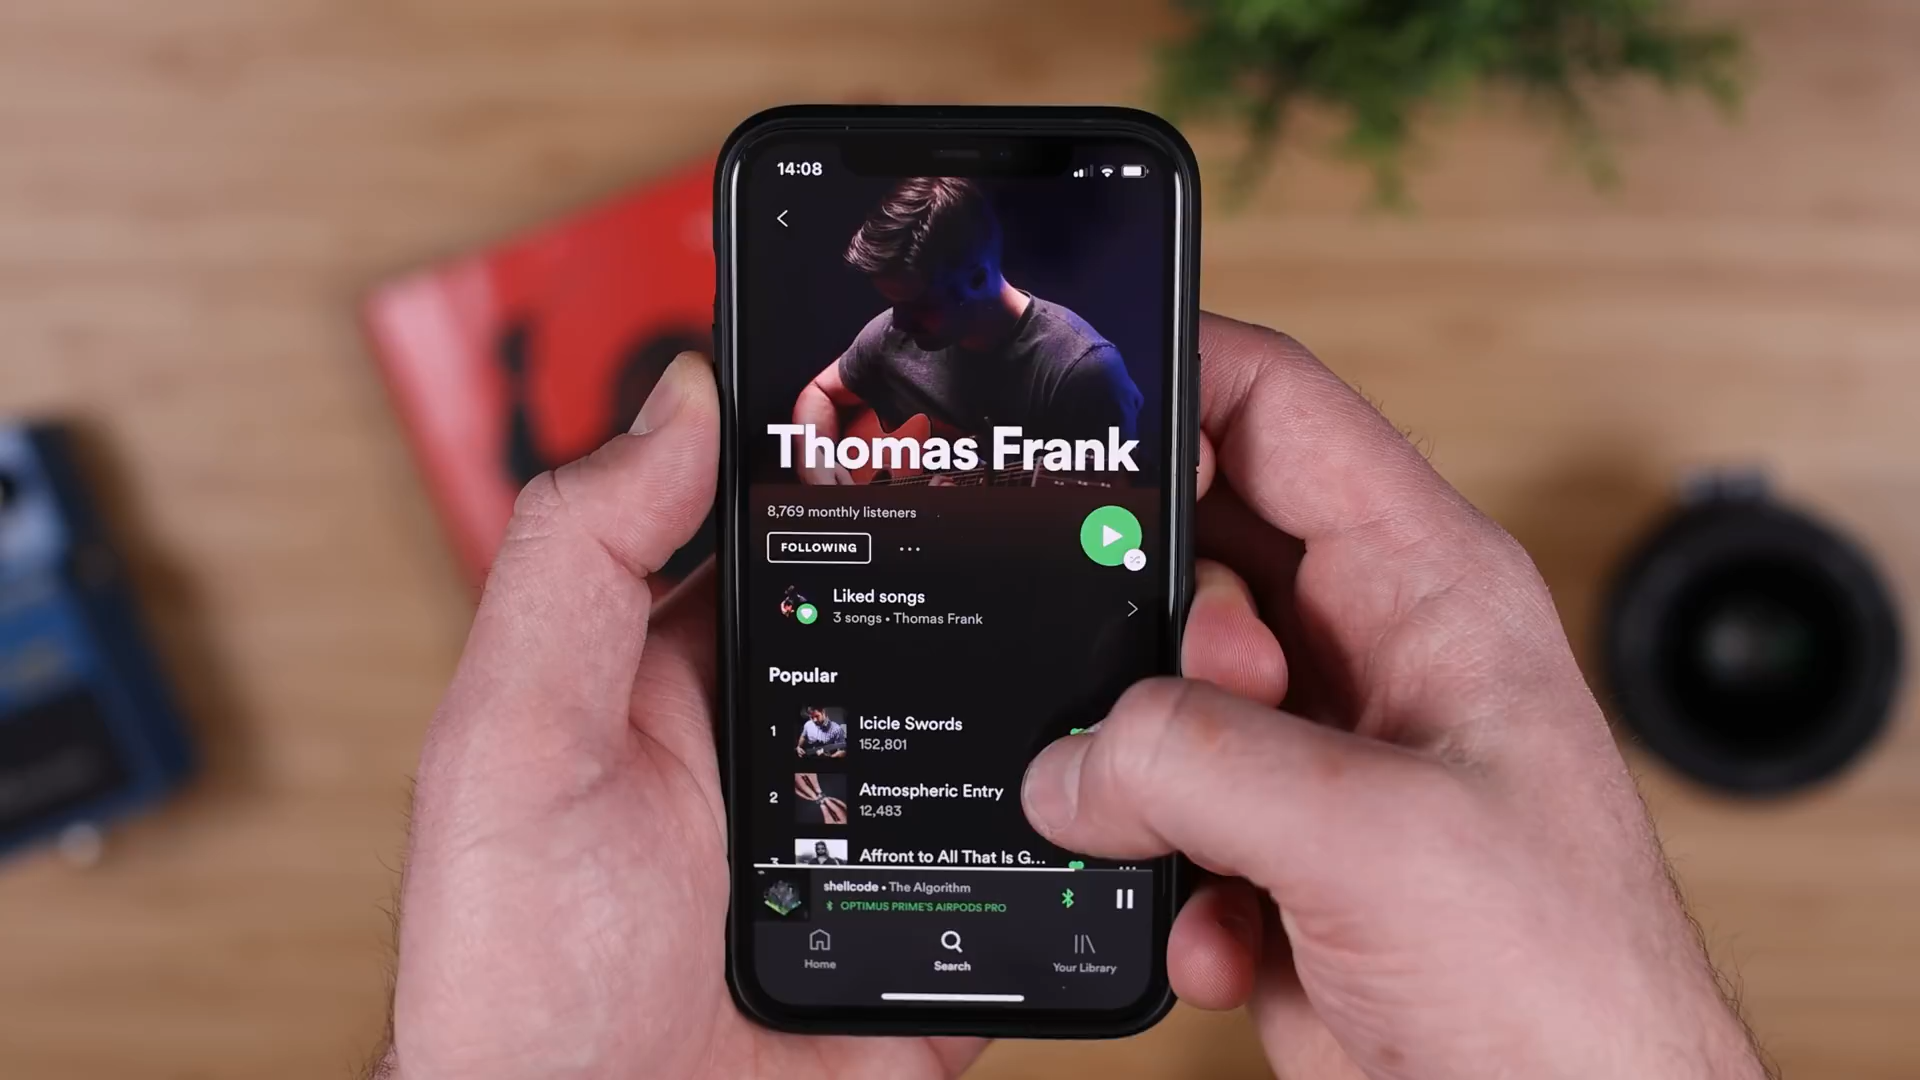 14:08
Thomas Frank
8,769 monthly listeners
FOLLOWING
Liked songs
3 songs • Thomas Frank
Popular
1
Icicle Swords
152,801
2
Atmospheric Entry
12,483
3
Affront to All That Is G...
shellcode • The Algorithm
OPTIMUS PRIME'S AIRPODS PRO
Home
Search
Your Library